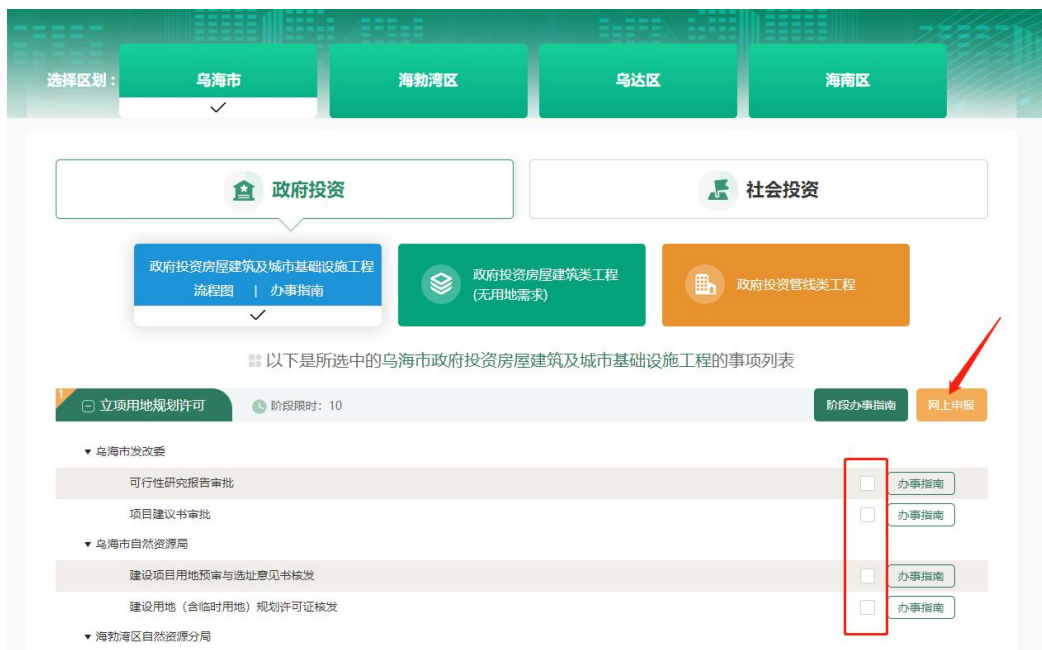 选择区划：
乌海市
海勃湾区
乌达区
海南区
政府投资
社会投资
政府投资房屋建筑及城市基础设施工程
流程图 | 办事指南
政府投资房屋建筑类工程
(无用地需求)
政府投资管线类工程
以下是所选中的乌海市政府投资房屋建筑及城市基础设施工程的事项列表
1
立项用地规划许可
阶段限时：10
阶段办事指南
网上申报
乌海市发改委
可行性研究报告审批
办事指南
项目建议书审批
办事指南
乌海市自然资源局
建设项目用地预审与选址意见书核发
办事指南
建设用地（含临时用地）规划许可证核发
办事指南
海勃湾区自然资源分局